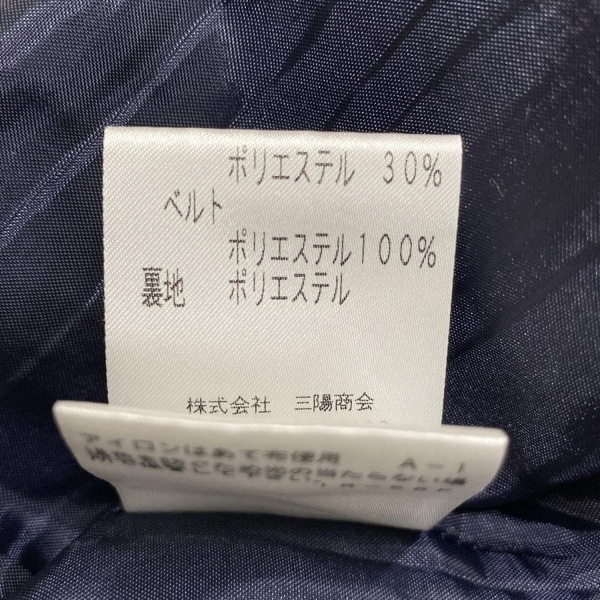 ポリエステル 30%
ベルト
ポリエステル100%
裏地 ポリエステル
株式会社 三陽商会
アイロンはあて布使用 A-1